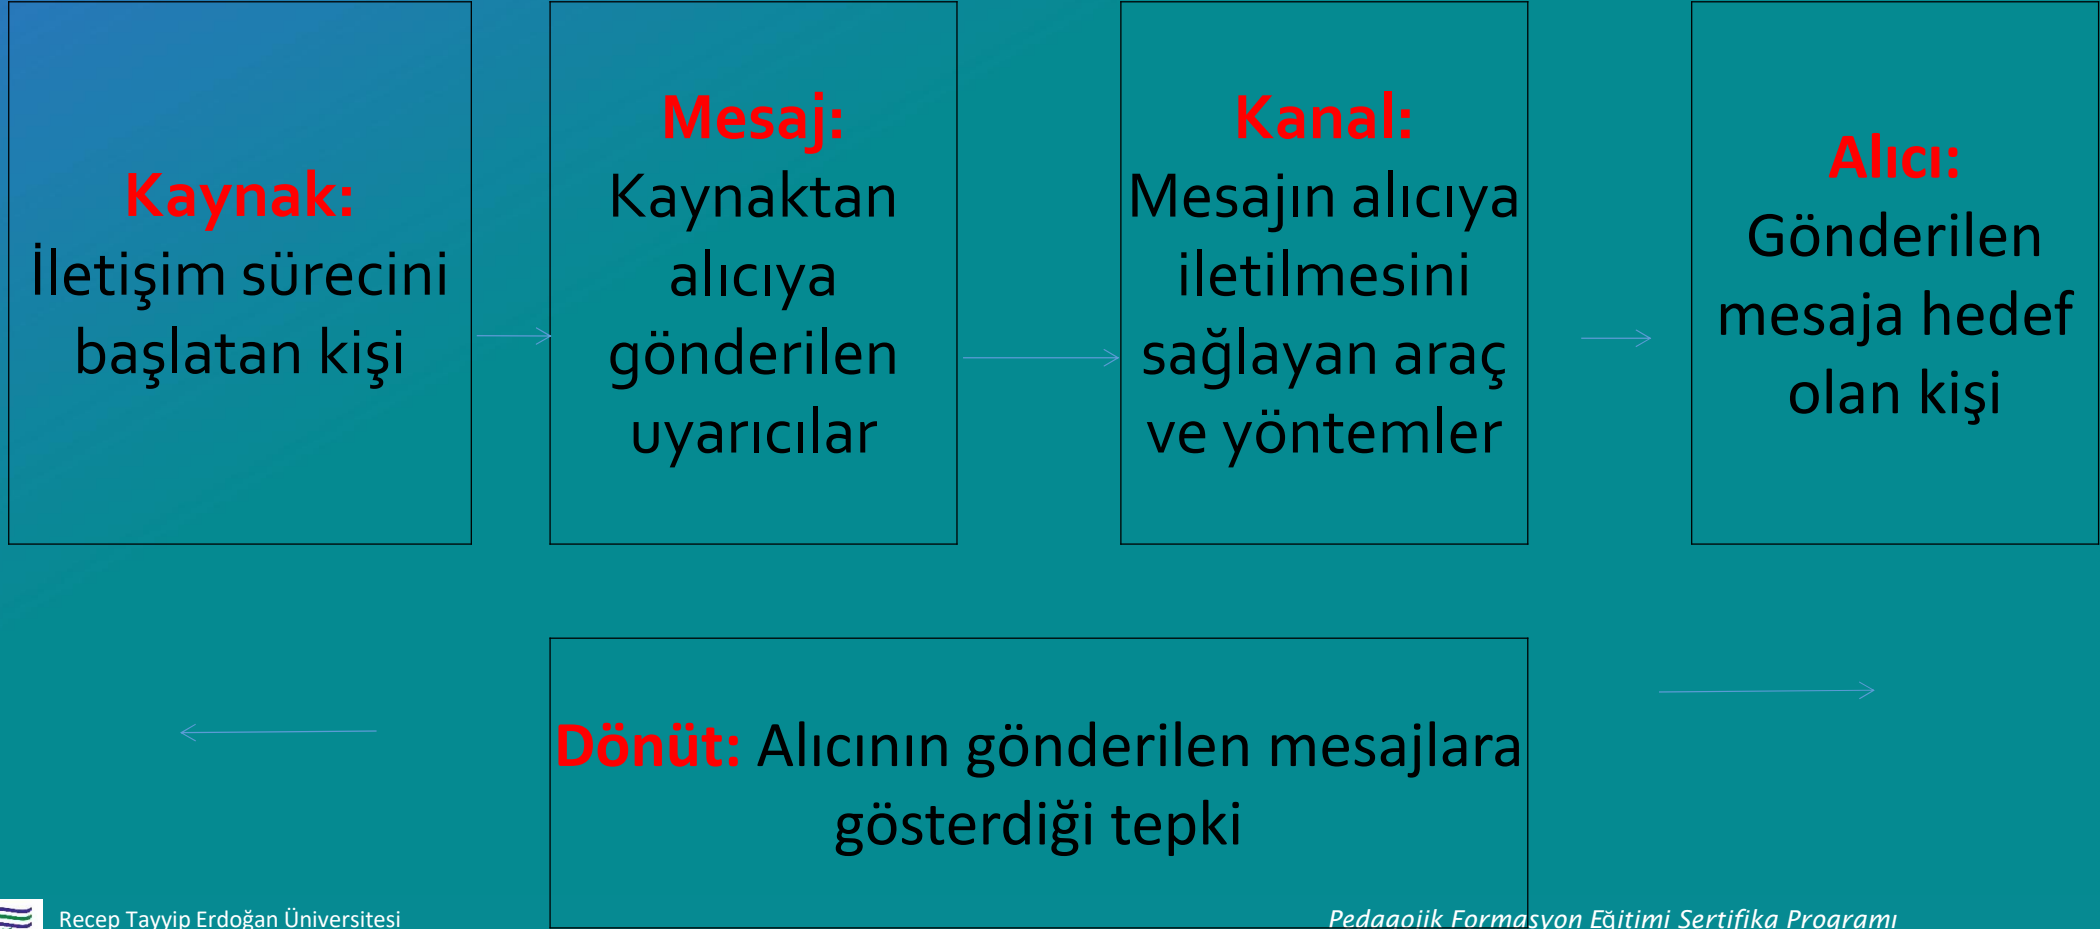 Kaynak:
İletişim sürecini
başlatan kişi
Mesaj:
Kaynaktan
alıcıya
gönderilen
uyarıcılar
Kanal:
Mesajın alıcıya
iletilmesini
sağlayan araç
ve yöntemler
Alıcı:
Gönderilen
mesaja hedef
olan kişi
Dönüt: Alıcının gönderilen mesajlara
gösterdiği tepki
Recep Tayyip Erdoğan Üniversitesi
Pedagojik Formasyon Eğitimi Sertifika Programı